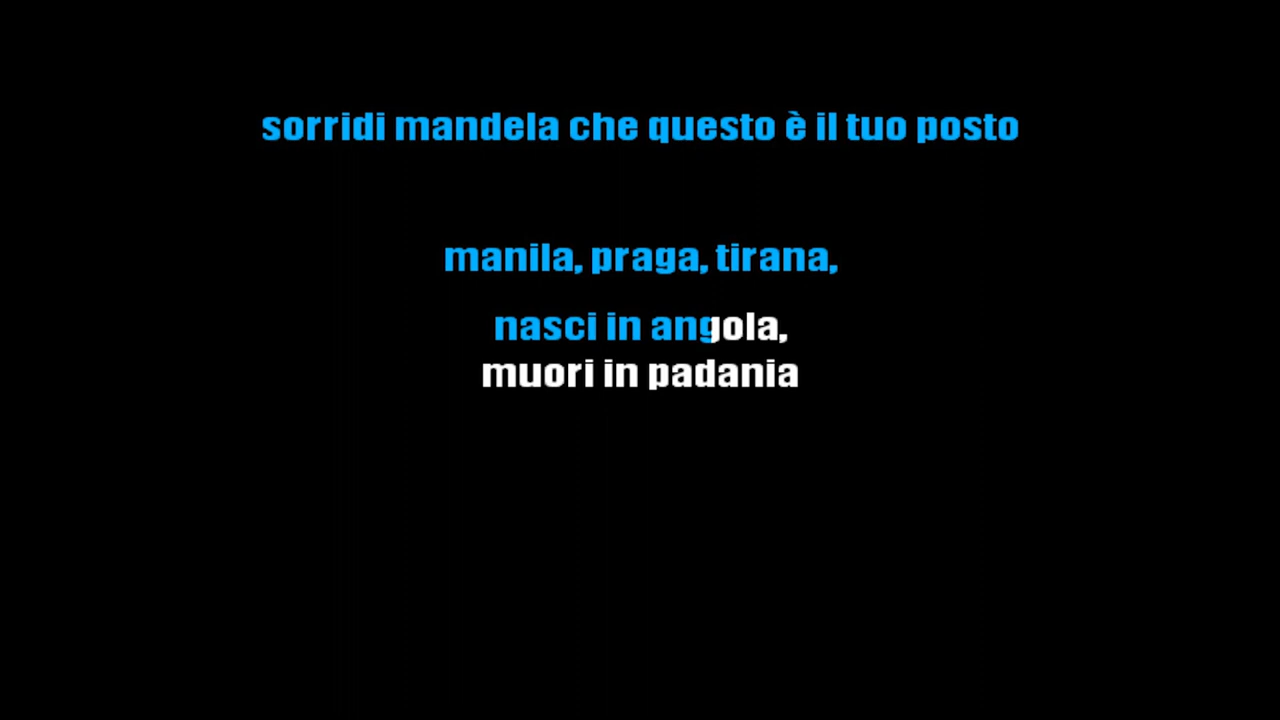 sorridi mandela che questo è il tuo posto
manila, praga, tirana,
nasci in angola,
muori in padania